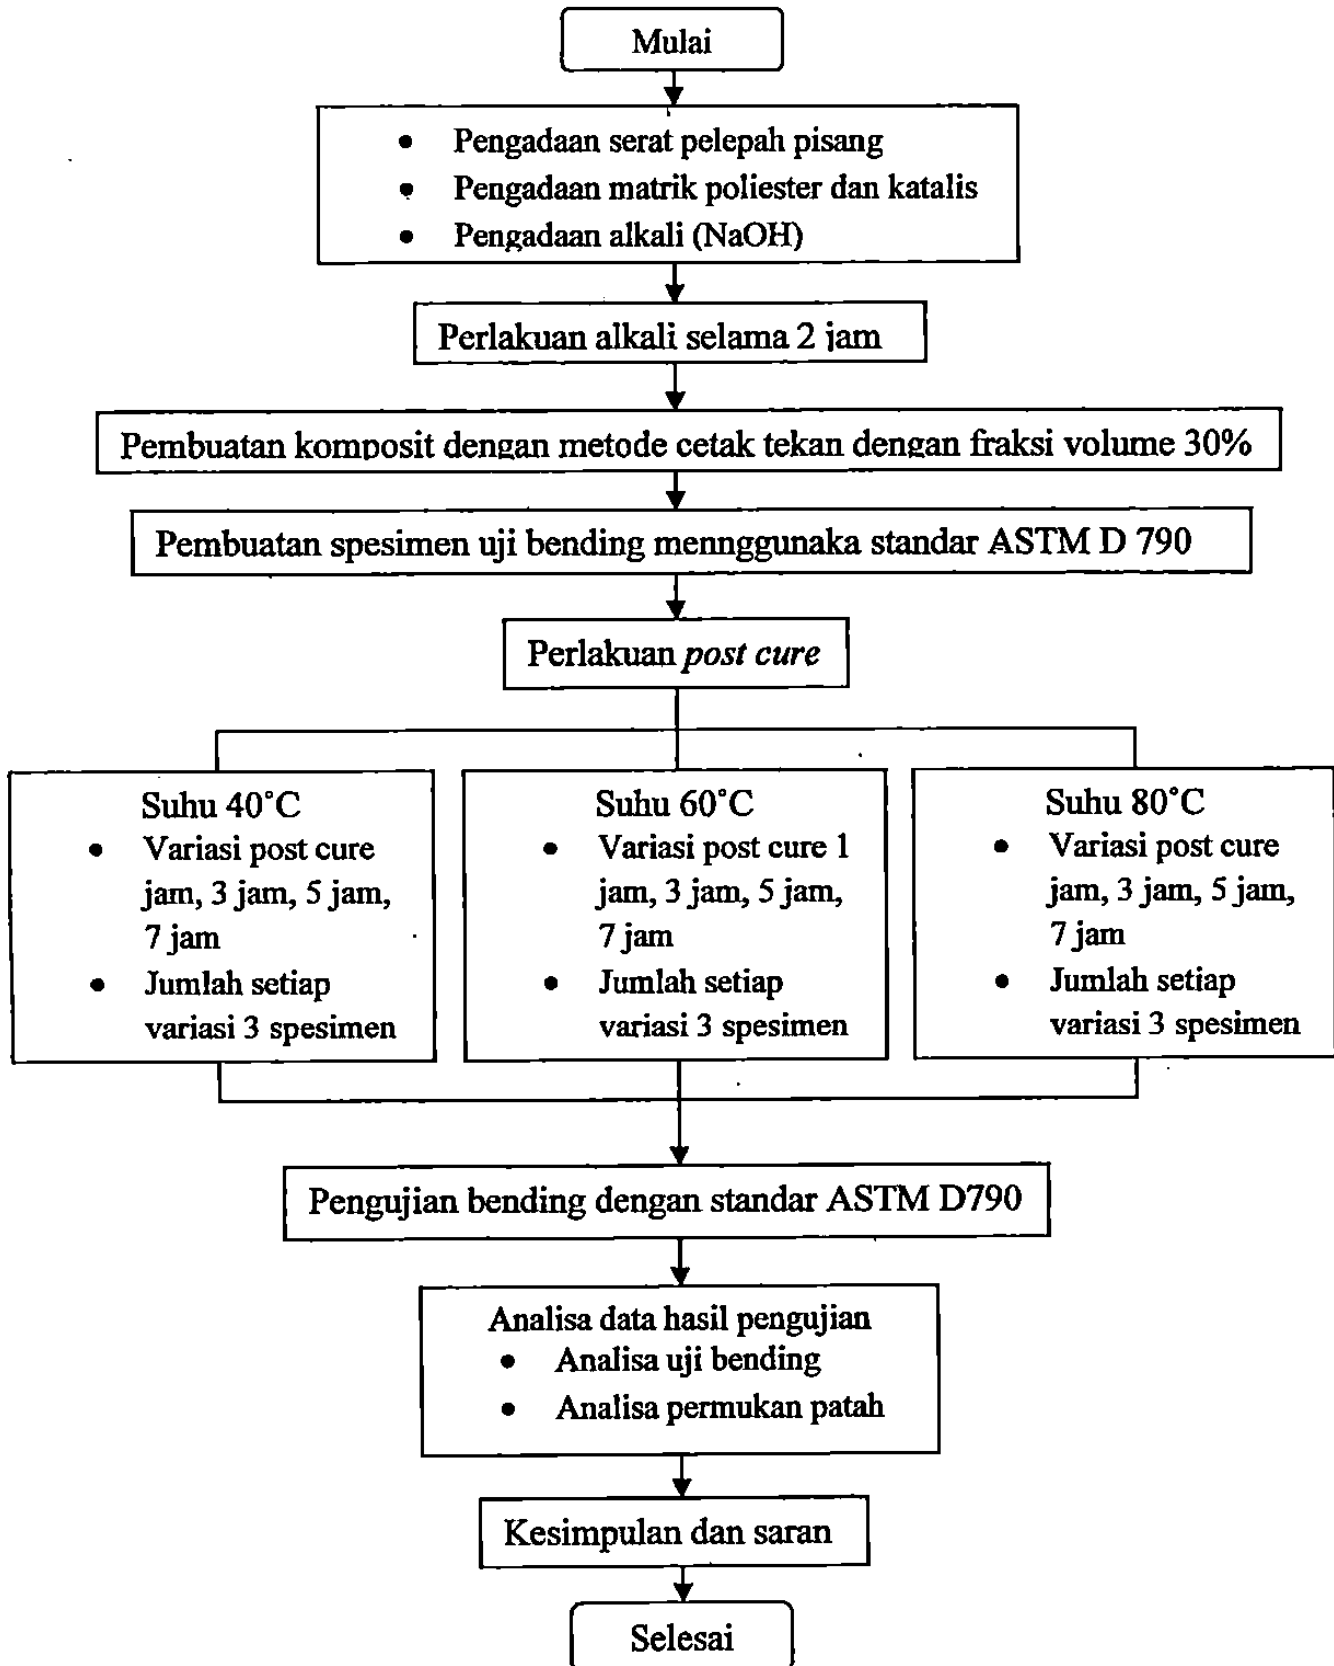 Mulai
• Pengadaan serat pelepah pisang
• Pengadaan matrik poliester dan katalis
• Pengadaan alkali (NaOH)
Perlakuan alkali selama 2 jam
Pembuatan komposit dengan metode cetak tekan dengan fraksi volume 30%
Pembuatan spesimen uji bending mennggunaka standar ASTM D 790
Perlakuan post cure
Suhu 40°C
• Variasi post cure
jam, 3 jam, 5 jam,
7 jam
• Jumlah setiap
variasi 3 spesimen
Suhu 60°C
• Variasi post cure 1
jam, 3 jam, 5 jam,
7 jam
• Jumlah setiap
variasi 3 spesimen
Suhu 80°C
• Variasi post cure
jam, 3 jam, 5 jam,
7 jam
• Jumlah setiap
variasi 3 spesimen
Pengujian bending dengan standar ASTM D790
Analisa data hasil pengujian
• Analisa uji bending
• Analisa permukan patah
Kesimpulan dan saran
Selesai